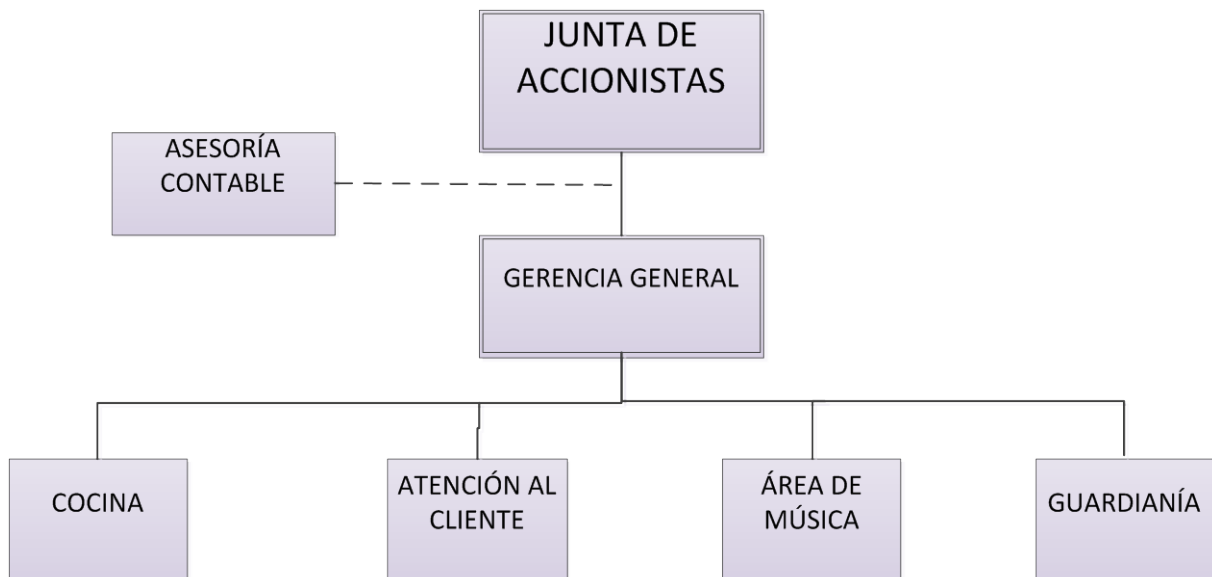 JUNTA DE
ACCIONISTAS
ASESORÍA
CONTABLE
GERENCIA GENERAL
COCINA
ATENCIÓN AL
CLIENTE
ÁREA DE
MÚSICA
GUARDIANÍA